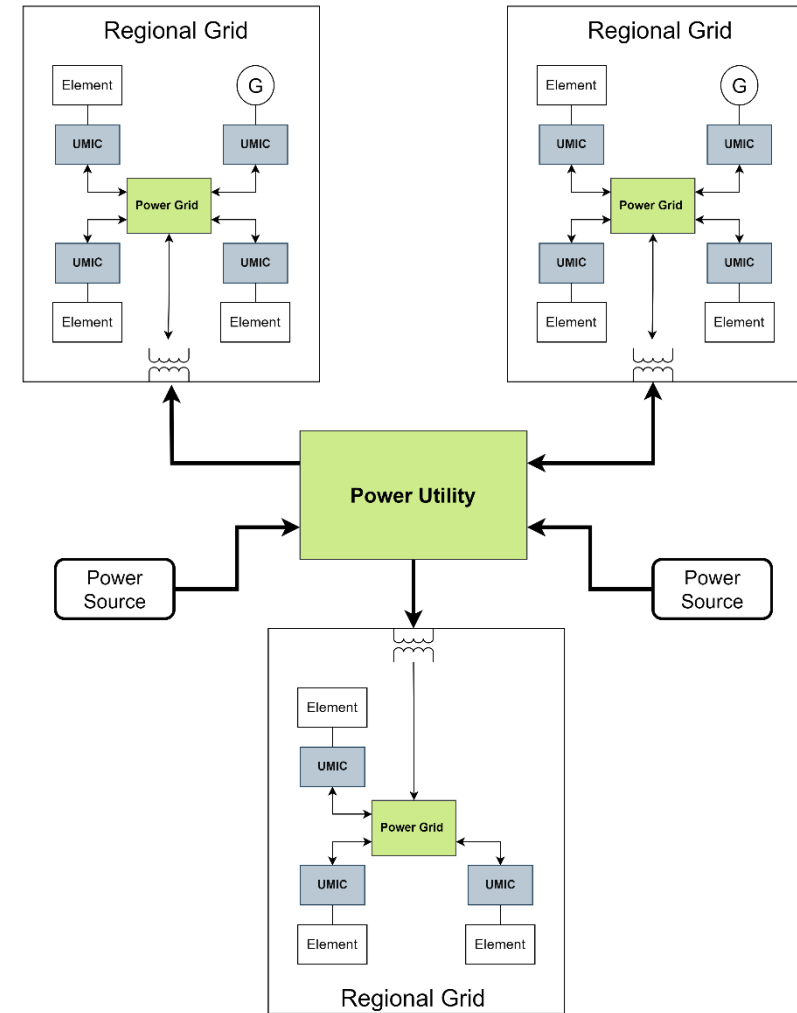 Regional Grid
Element
G
UMIC
UMIC
Power Grid
UMIC
UMIC
Element
Element
Regional Grid
Element
G
UMIC
UMIC
Power Grid
UMIC
UMIC
Element
Element
Power Utility
Power
Source
Power
Source
Element
UMIC
Power Grid
UMIC
UMIC
Element
Element
Regional Grid